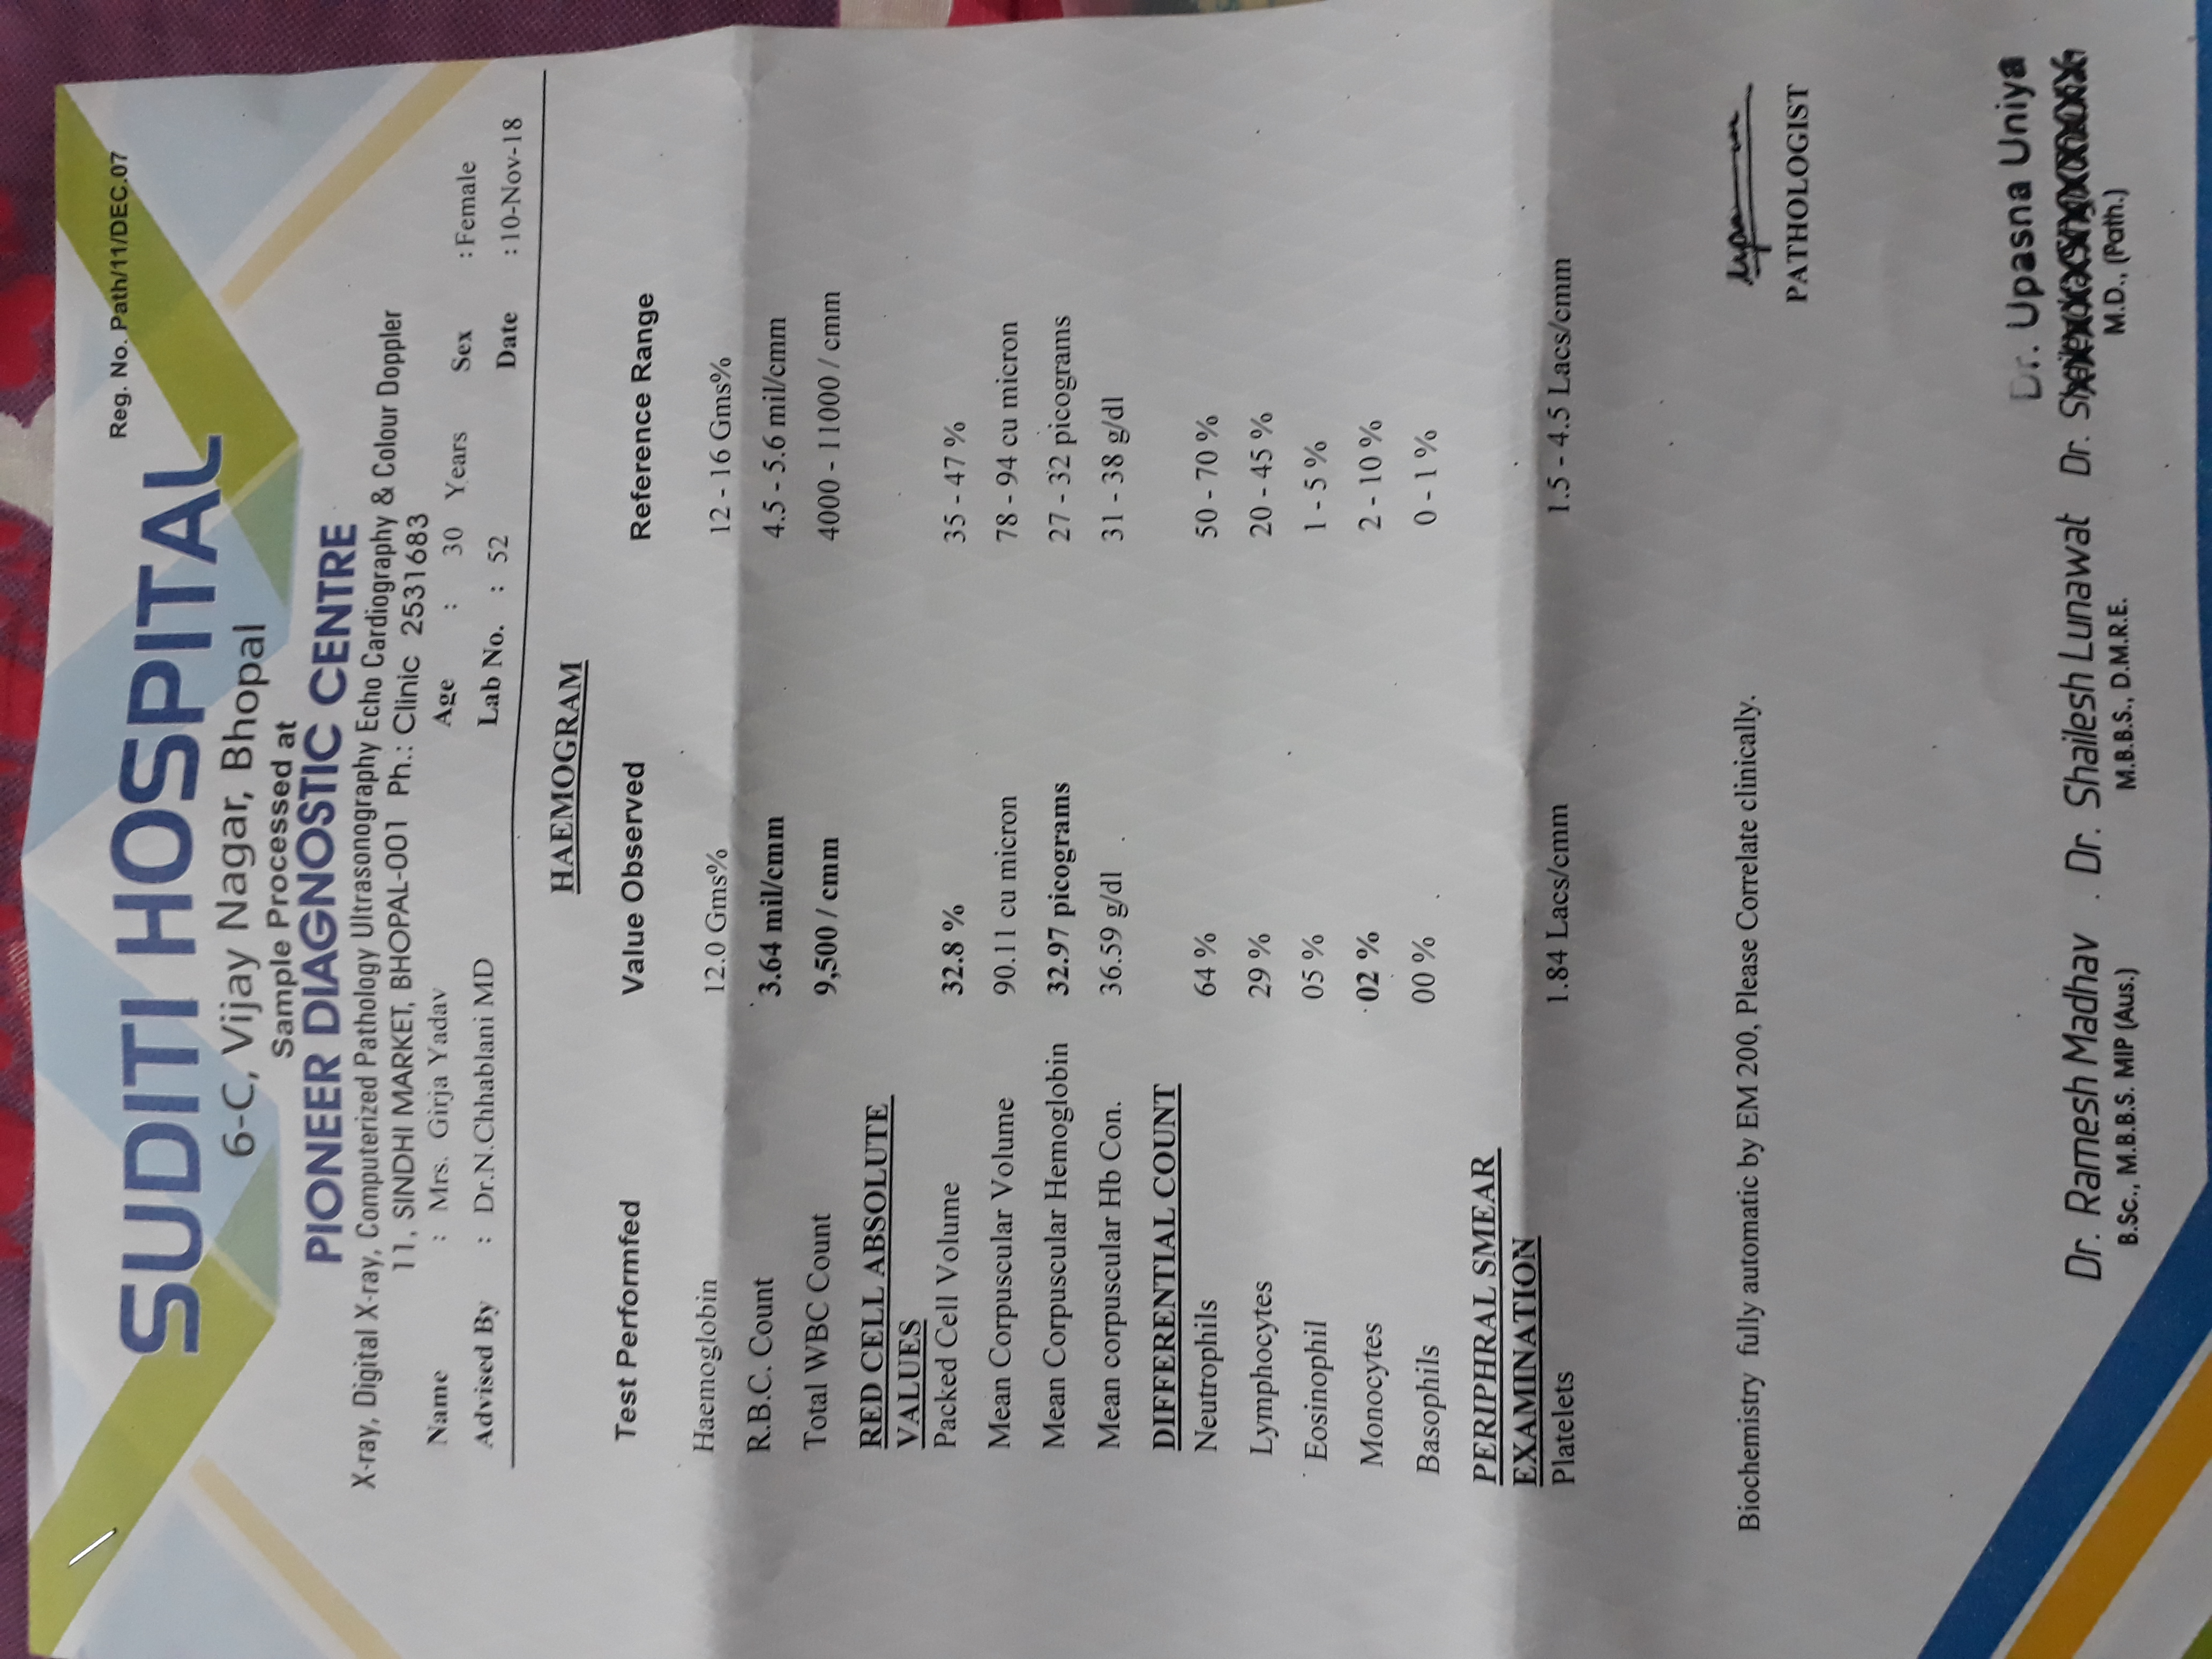 Reg. No. Path/11/DEC.07
SUDITI HOSPITAL
6-C, Vijay Nagar, Bhopal
Sample Processed at
PIONEER DIAGNOSTIC CENTRE
X-ray, Digital X-ray, Computerized Pathology Ultrasonography Echo Cardiography & Colour Doppler
11, SINDHI MARKET, BHOPAL-001 Ph.: Clinic 2531683
Name : Mrs. Girja Yadav Age : 30 Years Sex : Female
Advised By : Dr.N.Chhablani MD Lab No. : 52 Date : 10-Nov-18
HAEMOGRAM
Test Performfed Value Observed Reference Range
Haemoglobin 12.0 Gms% 12 - 16 Gms%
R.B.C. Count 3.64 mil/cmm 4.5 - 5.6 mil/cmm
Total WBC Count 9,500 / cmm 4000 - 11000 / cmm
RED CELL ABSOLUTE
VALUES
Packed Cell Volume 32.8 % 35 - 47 %
Mean Corpuscular Volume 90.11 cu micron 78 - 94 cu micron
Mean Corpuscular Hemoglobin 32.97 picograms 27 - 32 picograms
Mean corpuscular Hb Con. 36.59 g/dl 31 - 38 g/dl
DIFFERENTIAL COUNT
Neutrophils 64 % 50 - 70 %
Lymphocytes 29 % 20 - 45 %
Eosinophil 05 % 1 - 5 %
Monocytes 02 % 2 - 10 %
Basophils 00 % 0 - 1 %
PERIPHRAL SMEAR
EXAMINATION
Platelets 1.84 Lacs/cmm 1.5 - 4.5 Lacs/cmm
Biochemistry fully automatic by EM 200, Please Correlate clinically.
PATHOLOGIST
Dr. Upasna Uniya
Dr. Ramesh Madhav . Dr. Shailesh Lunawat Dr.
B.Sc., M.B.B.S. MIP (Aus.) M.B.B.S., D.M.R.E. M.D., (Path.)